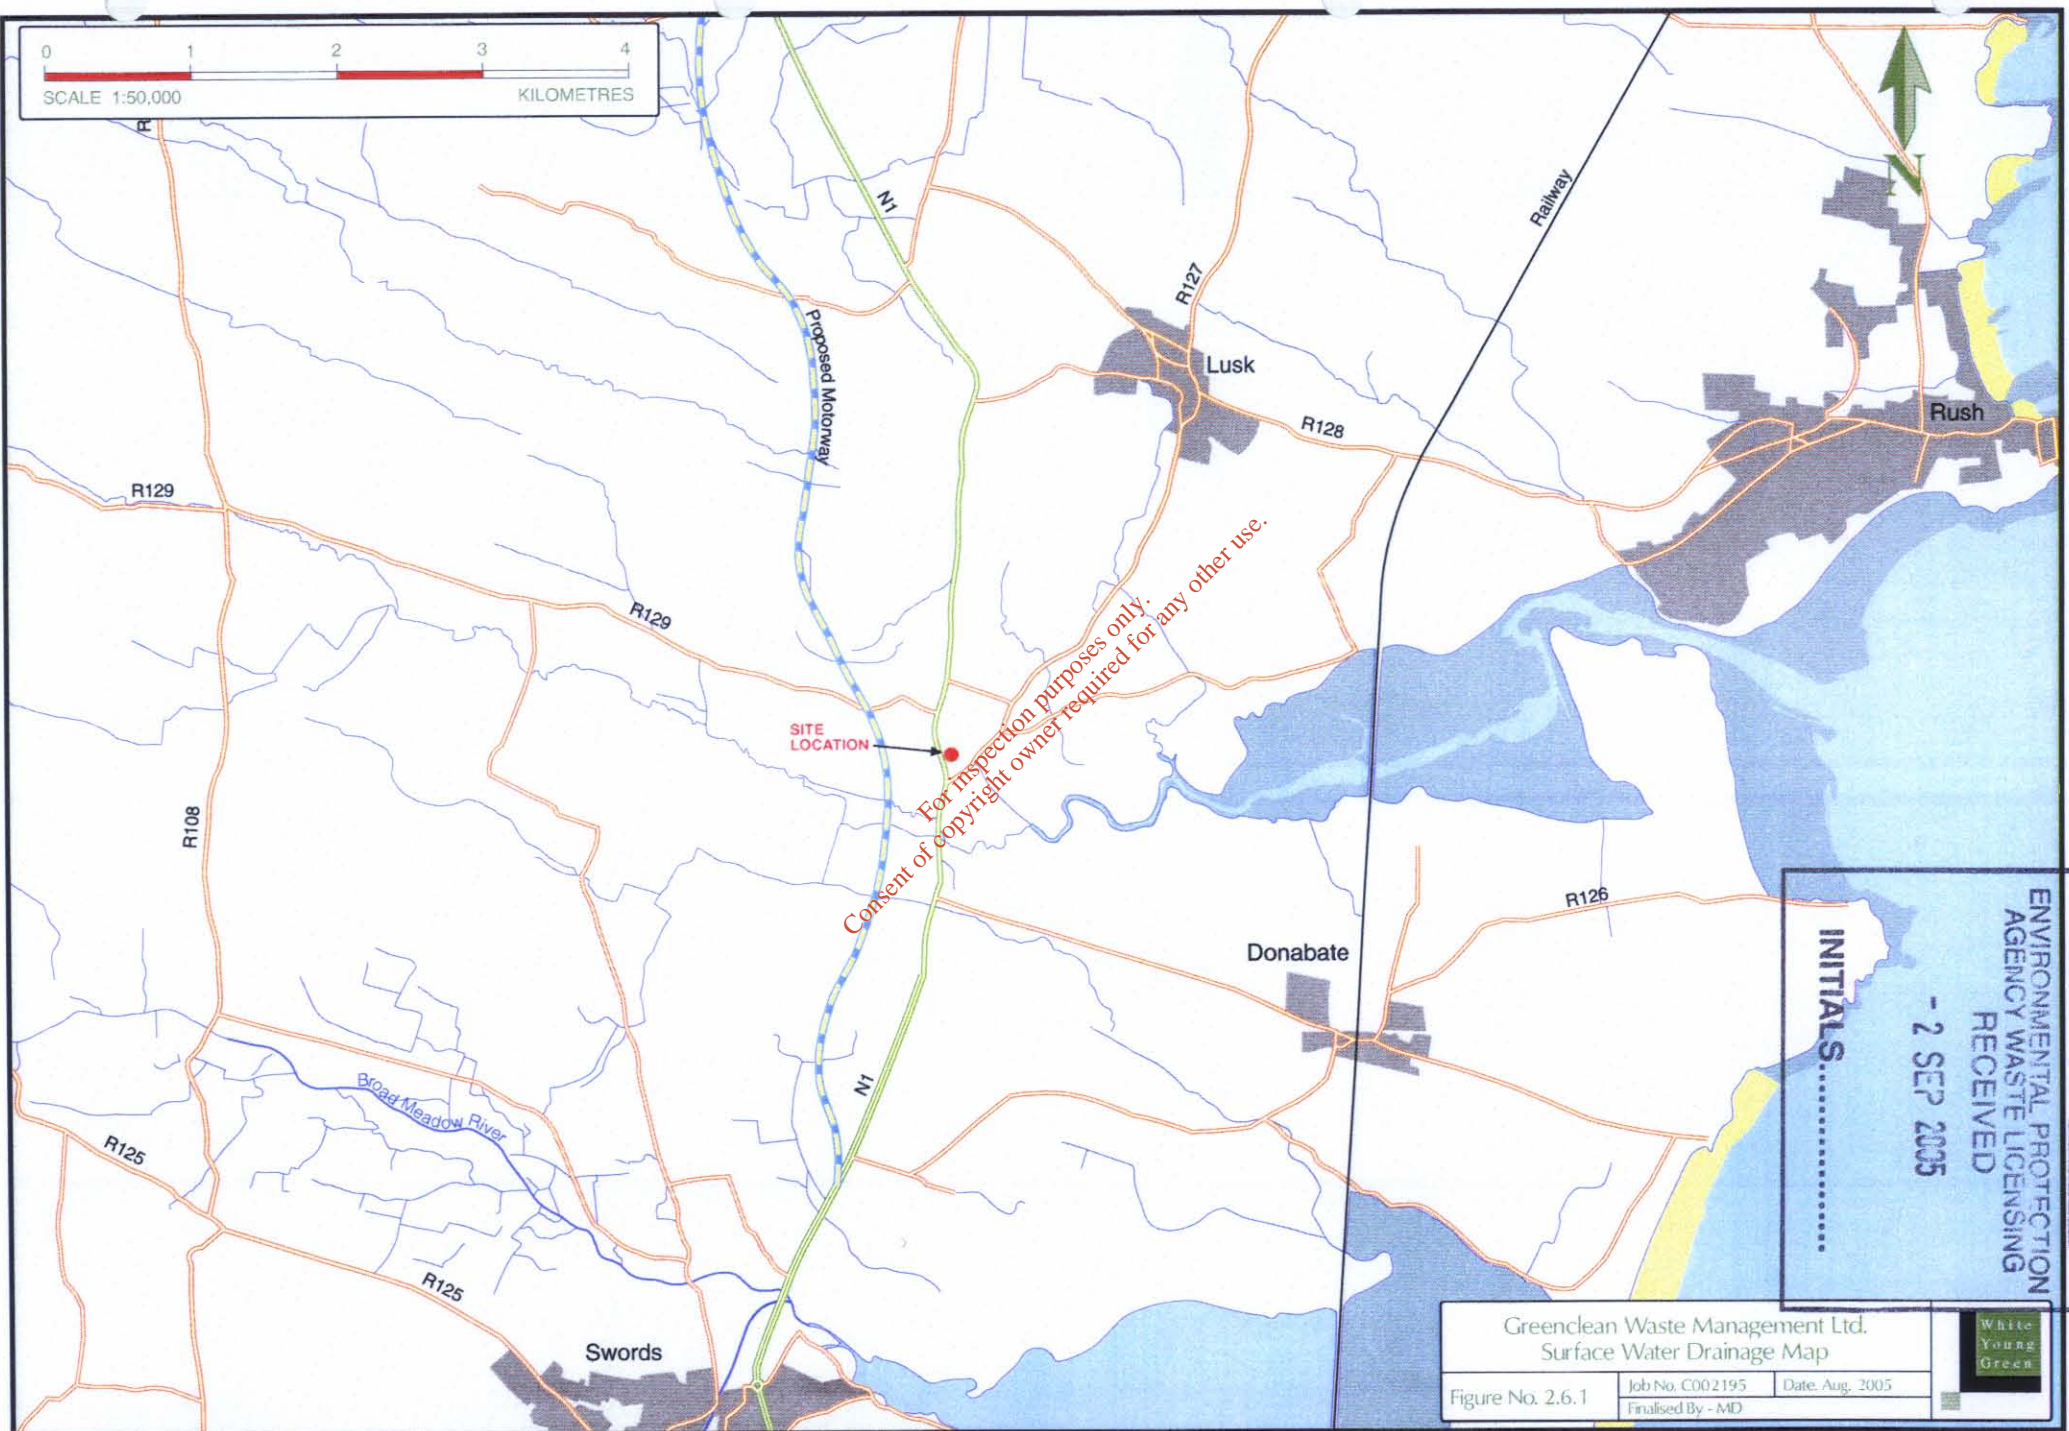 0 1 2 3 4
SCALE 1:50,000 KILOMETRES
R
N1
Railway
N
R127
Proposed Motorway
Lusk
Rush
R128
R129
R129
SITE
LOCATION
For inspection purposes only.
Consent of copyright owner required for any other use.
R108
R126
Donabate
Broad Meadow River
N1
R125
R125
Swords
ENVIRONMENTAL PROTECTION
AGENCY WASTE LICENSING
RECEIVED
- 2 SEP 2005
INITIALS..................
Greenclean Waste Management Ltd.
Surface Water Drainage Map
Figure No. 2.6.1
Job No. C002195
Date. Aug. 2005
Finalised By - MD
White
Young
Green